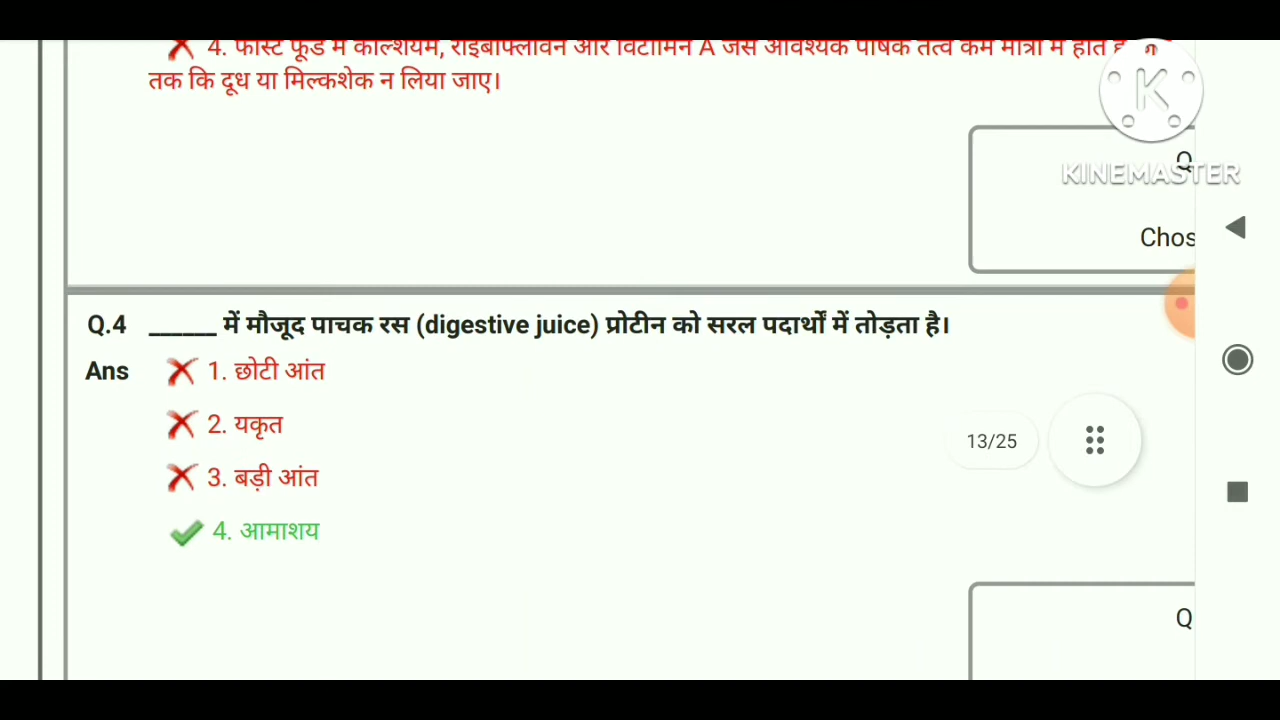 4. फास्ट फूड में कैल्शियम, राइबोफ्लेविन और विटामिन A जैसे आवश्यक पोषक तत्व कम मात्रा में होते
तक कि दूध या मिल्कशेक न लिया जाए।
K
KINEMASTER
Q
Chos
Q.4 ______ में मौजूद पाचक रस (digestive juice) प्रोटीन को सरल पदार्थों में तोड़ता है।
Ans 1. छोटी आंत
2. यकृत
3. बड़ी आंत
13/25
4. आमाशय
Q